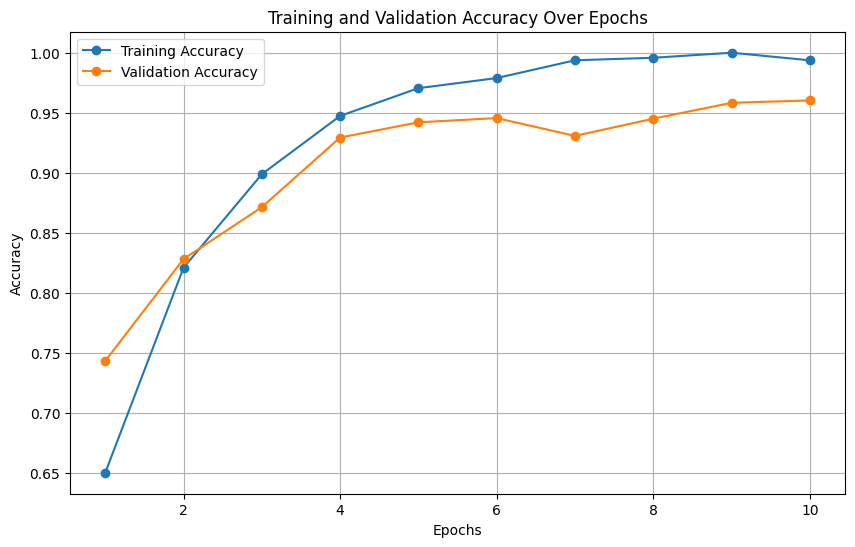 Training and Validation Accuracy Over Epochs
Training Accuracy
Validation Accuracy
1.00
0.95
0.90
0.85
0.80
0.75
0.70
0.65
Accuracy
2 4 6 8 10
Epochs